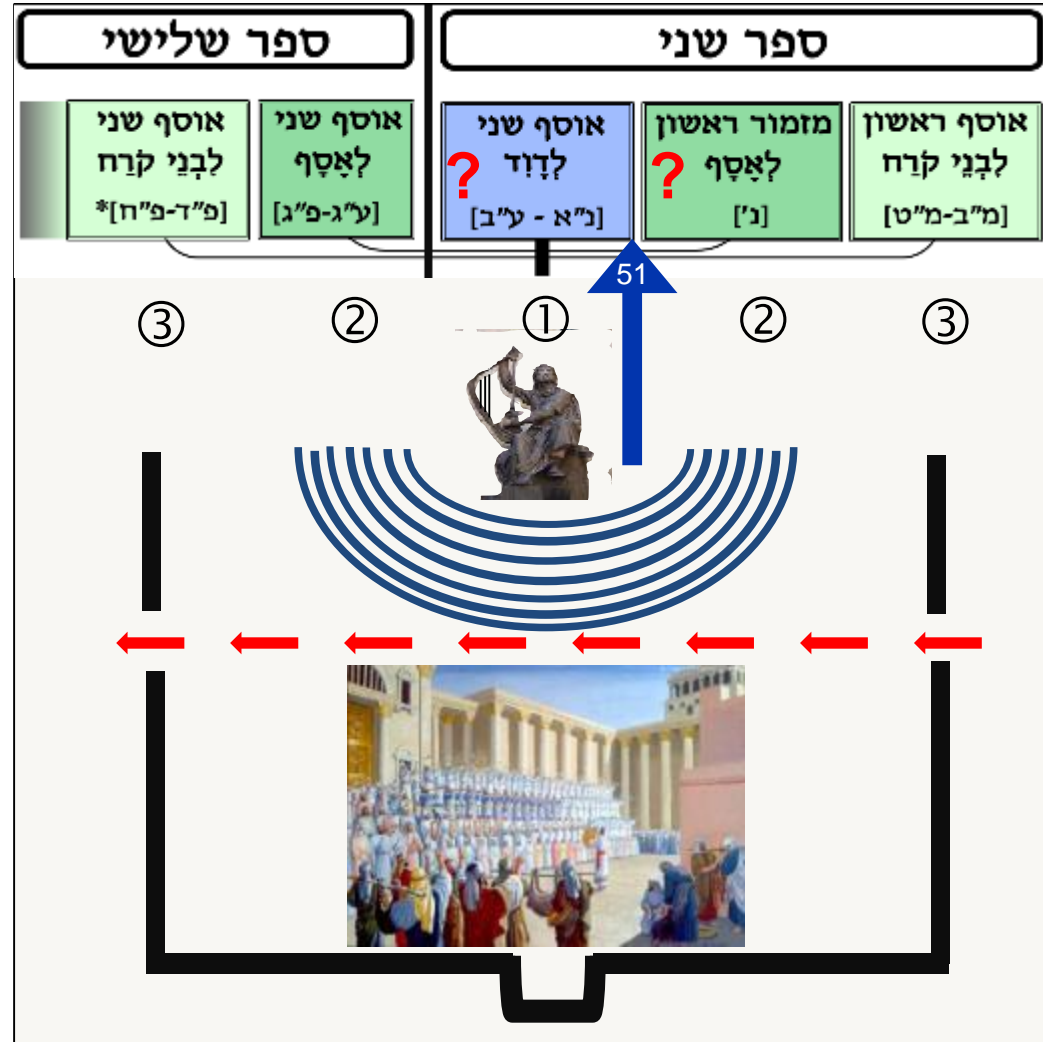 ספר שני
ספר שלישי
אוסף ראשון
לִבְנֵי קֹרַח
[מ״ב-מ״ט]
מזמור ראשון
לְאָסָף
?
[נ׳]
אוסף שני
לְדָוִד
?
[נ״א - ע״ב]
אוסף שני
לְאָסָף
[ע״ג-פ״ג]
אוסף שני
לִבְנֵי קֹרַח
[פ״ד-פ״ח]*
51
③
②
①
②
③